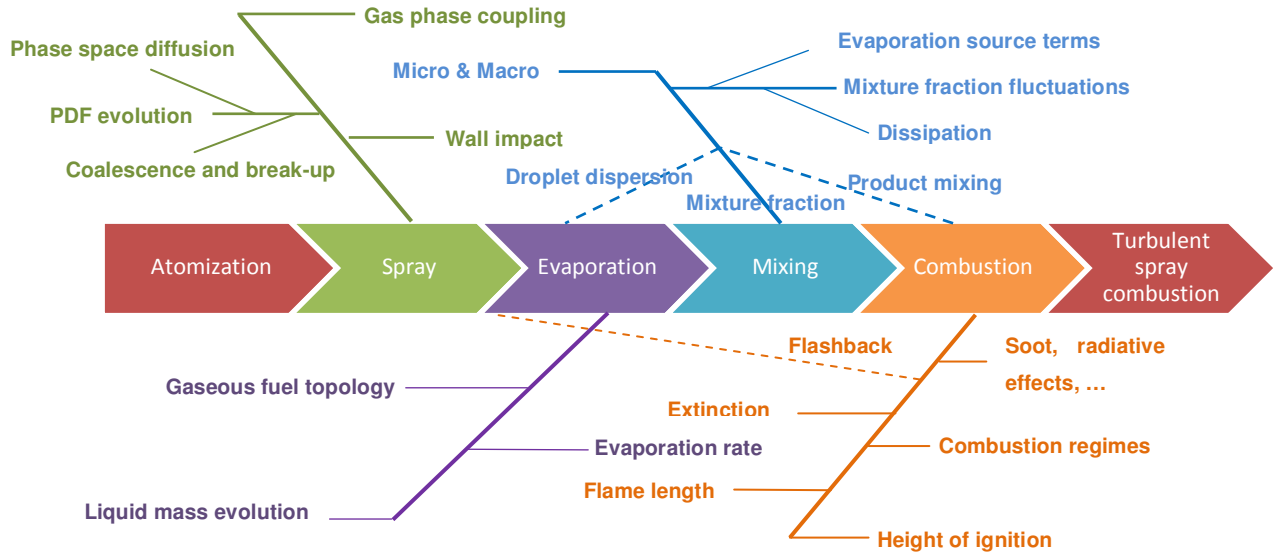 Gas phase coupling
Phase space diffusion
PDF evolution
Coalescence and break-up
Wall impact
Micro & Macro
Evaporation source terms
Mixture fraction fluctuations
Dissipation
Droplet dispersion
Mixture fraction
Product mixing
Atomization
Spray
Evaporation
Mixing
Combustion
Turbulent
spray
combustion
Gaseous fuel topology
Evaporation rate
Liquid mass evolution
Flashback
Soot, radiative
effects, …
Extinction
Combustion regimes
Flame length
Height of ignition